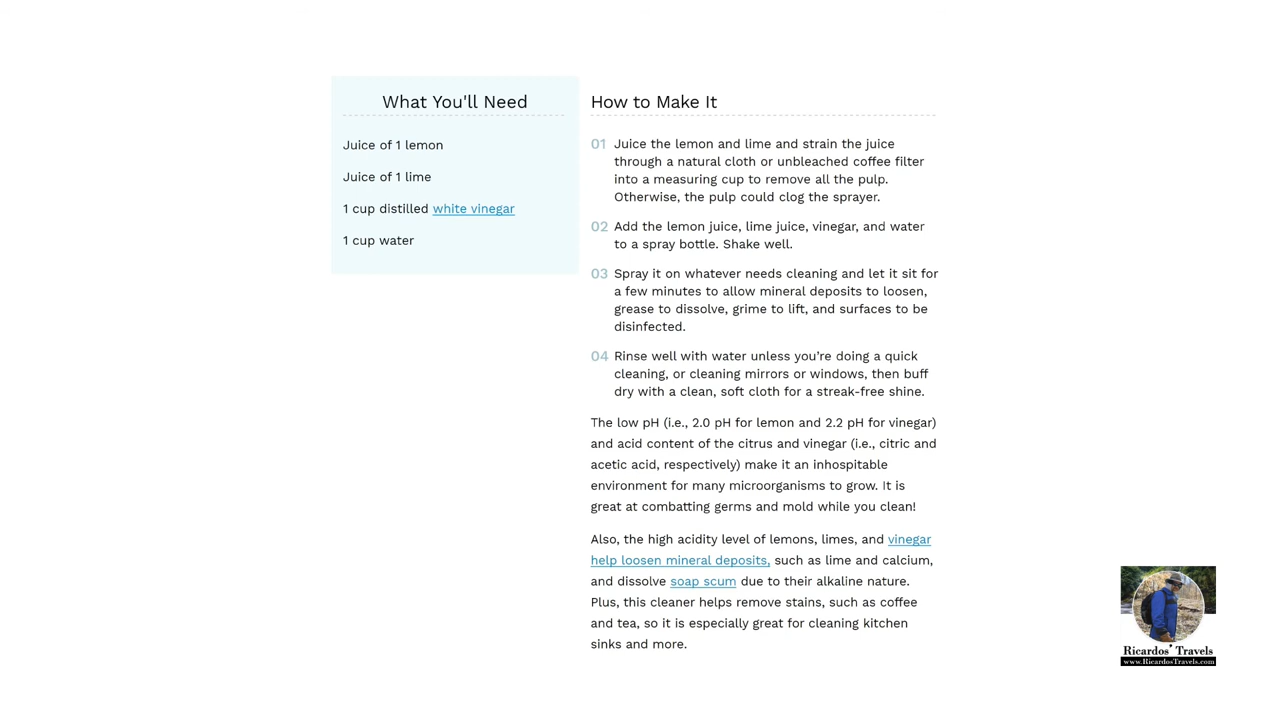 What You'll Need
Juice of 1 lemon
Juice of 1 lime
1 cup distilled white vinegar
1 cup water
How to Make It
01 Juice the lemon and lime and strain the juice
through a natural cloth or unbleached coffee filter
into a measuring cup to remove all the pulp.
Otherwise, the pulp could clog the sprayer.
02 Add the lemon juice, lime juice, vinegar, and water
to a spray bottle. Shake well.
03 Spray it on whatever needs cleaning and let it sit for
a few minutes to allow mineral deposits to loosen,
grease to dissolve, grime to lift, and surfaces to be
disinfected.
04 Rinse well with water unless you’re doing a quick
cleaning, or cleaning mirrors or windows, then buff
dry with a clean, soft cloth for a streak-free shine.
The low pH (i.e., 2.0 pH for lemon and 2.2 pH for vinegar)
and acid content of the citrus and vinegar (i.e., citric and
acetic acid, respectively) make it an inhospitable
environment for many microorganisms to grow. It is
great at combatting germs and mold while you clean!
Also, the high acidity level of lemons, limes, and vinegar
help loosen mineral deposits, such as lime and calcium,
and dissolve soap scum due to their alkaline nature.
Plus, this cleaner helps remove stains, such as coffee
and tea, so it is especially great for cleaning kitchen
sinks and more.
Ricardos' Travels
www.RicardosTravels.com